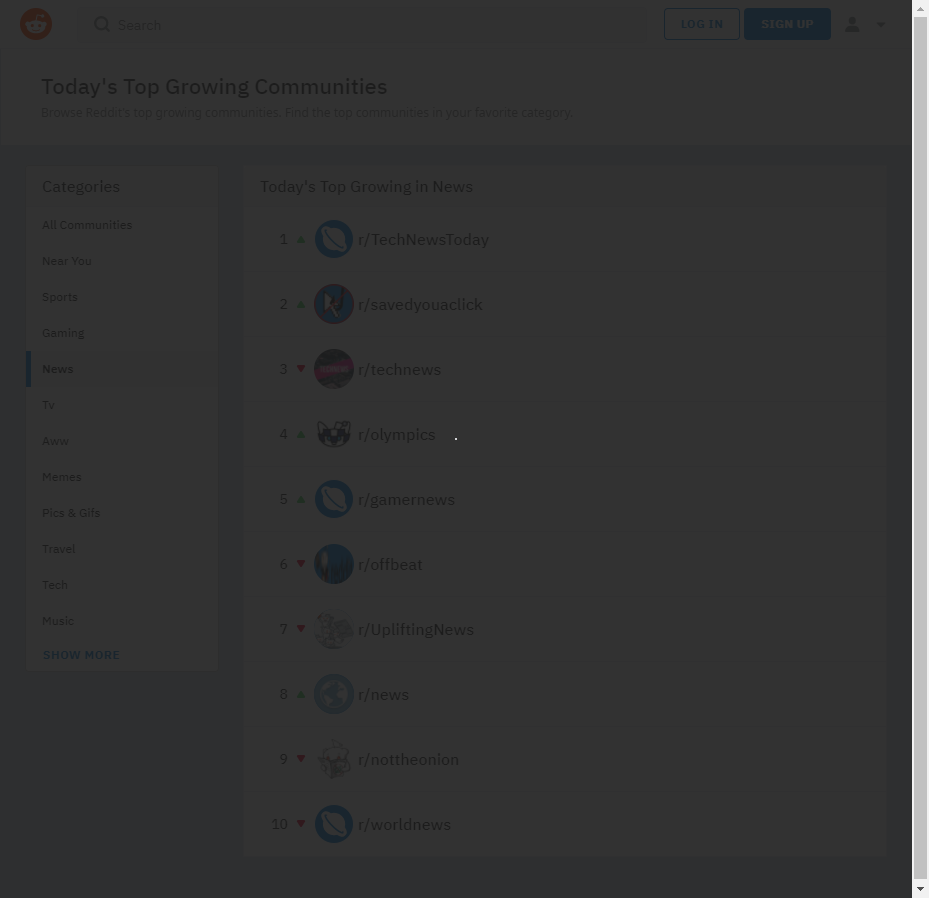 Search
LOG IN
SIGN UP
Today's Top Growing Communities
Browse Reddit's top growing communities. Find the top communities in your favorite category.
Categories
All Communities
Near You
Sports
Gaming
News
Tv
Aww
Memes
Pics & Gifs
Travel
Tech
Music
SHOW MORE
Today's Top Growing in News
1 r/TechNewsToday
2 r/savedyouaclick
3 r/technews
4 r/olympics
5 r/gamernews
6 r/offbeat
7 r/UpliftingNews
8 r/news
9 r/nottheonion
10 r/worldnews